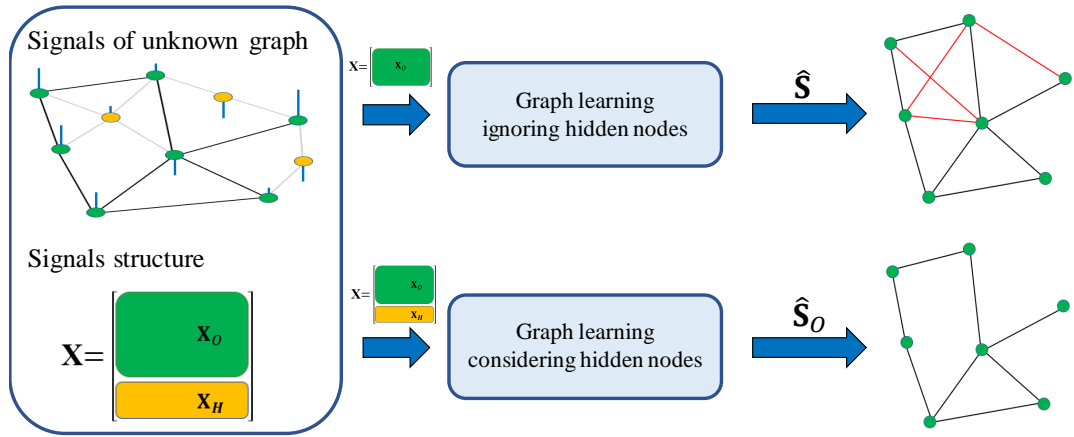 Signals of unknown graph
Signals structure
X=
X_O
X_H
X=
X_O
Graph learning
ignoring hidden nodes
Ŝ
X=
X_O
X_H
Graph learning
considering hidden nodes
Ŝ_O